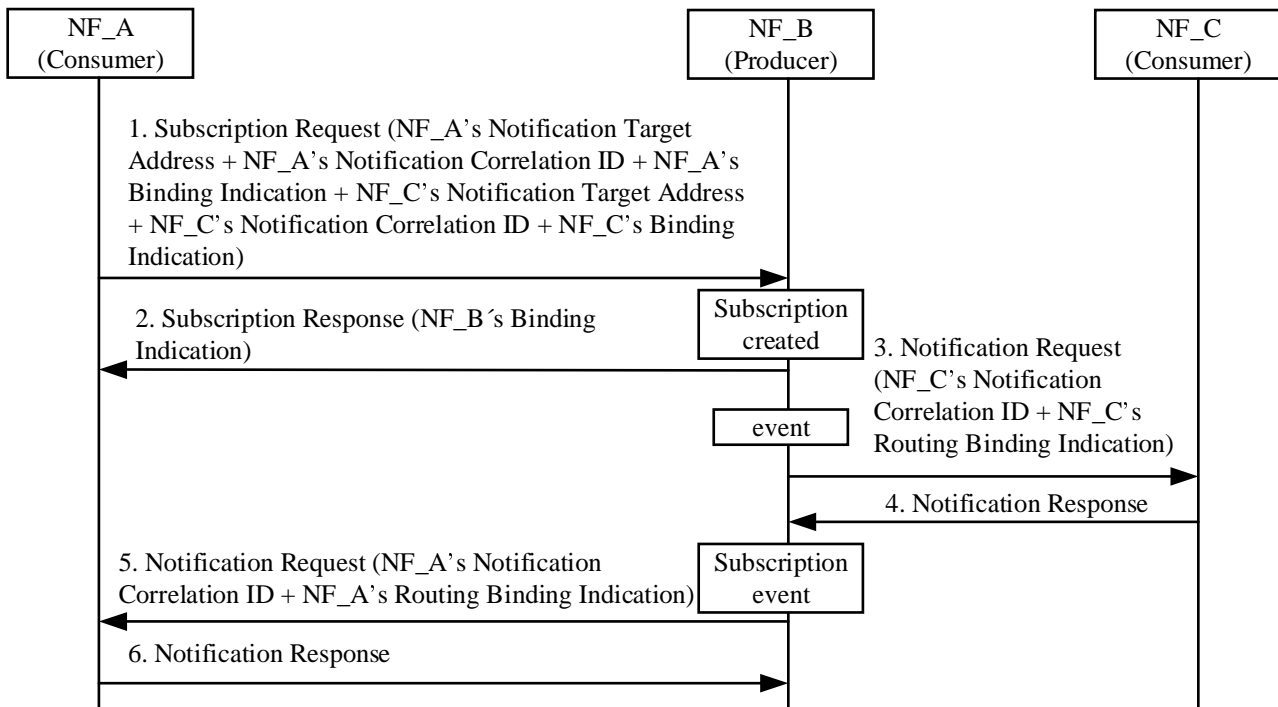 NF_A
(Consumer)
NF_B
(Producer)
NF_C
(Consumer)
1. Subscription Request (NF_A’s Notification Target
Address + NF_A’s Notification Correlation ID + NF_A’s
Binding Indication + NF_C’s Notification Target Address
+ NF_C’s Notification Correlation ID + NF_C’s Binding
Indication)
Subscription
created
2. Subscription Response (NF_B´s Binding
Indication)
3. Notification Request
(NF_C’s Notification
Correlation ID + NF_C’s
Routing Binding Indication)
event
4. Notification Response
Subscription
event
5. Notification Request (NF_A’s Notification
Correlation ID + NF_A’s Routing Binding Indication)
6. Notification Response